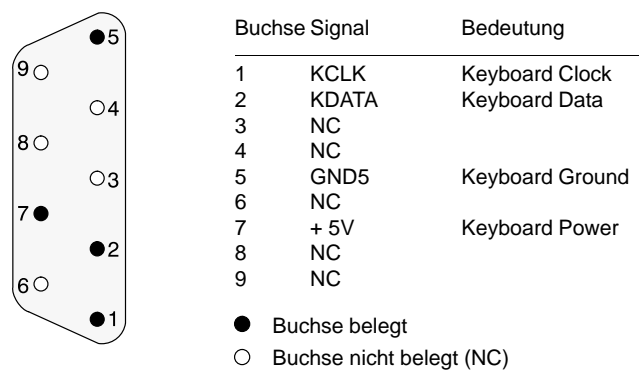 5
9
4
8
3
7
2
6
1
Buchse Signal Bedeutung
1 KCLK Keyboard Clock
2 KDATA Keyboard Data
3 NC
4 NC
5 GND5 Keyboard Ground
6 NC
7 + 5V Keyboard Power
8 NC
9 NC
Buchse belegt
Buchse nicht belegt (NC)